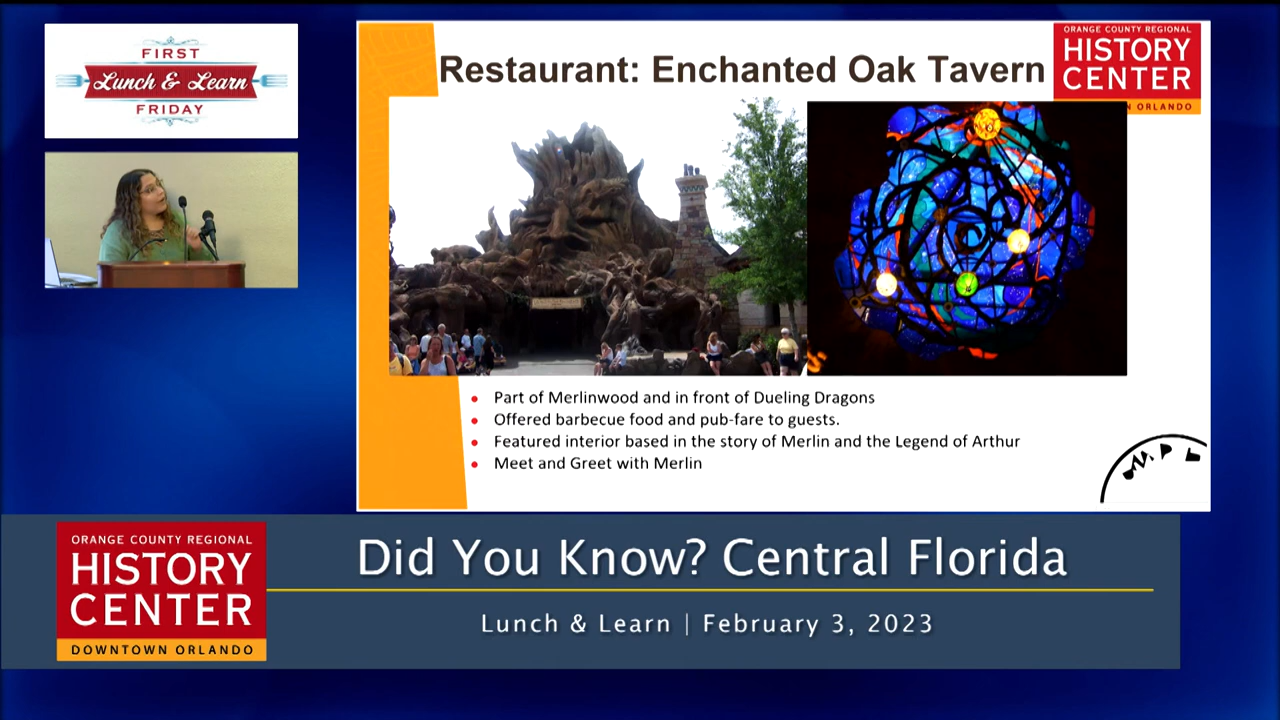 FIRST
Lunch & Learn
FRIDAY
Restaurant: Enchanted Oak Tavern
ORANGE COUNTY REGIONAL
HISTORY
CENTER
N ORLANDO
• Part of Merlinwood and in front of Dueling Dragons
• Offered barbecue food and pub-fare to guests.
• Featured interior based in the story of Merlin and the Legend of Arthur
• Meet and Greet with Merlin
ORANGE COUNTY REGIONAL
HISTORY
CENTER
DOWNTOWN ORLANDO
Did You Know? Central Florida
Lunch & Learn | February 3, 2023